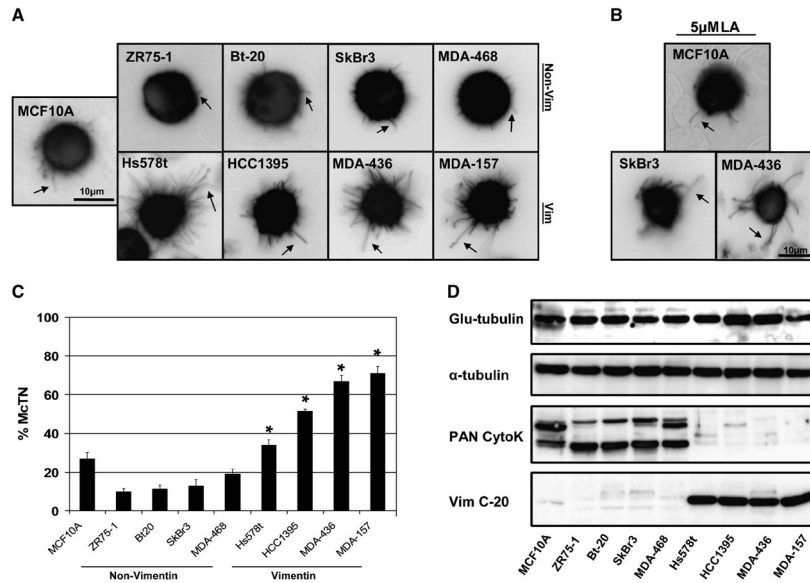 A
ZR75-1
Bt-20
SkBr3
MDA-468
Non-Vim
MCF10A
10µm
Hs578t
HCC1395
MDA-436
MDA-157
Vim
B
5µM LA
MCF10A
SkBr3
MDA-436
10µm
C
100
80
60
40
20
0
% McTN
* * * *
MCF10A
ZR75-1
Bt20
SkBr3
MDA-468
Hs578t
HCC1395
MDA-436
MDA-157
Non-Vimentin
Vimentin
D
Glu-tubulin
α-tubulin
PAN CytoK
Vim C-20
MCF10A
ZR75-1
Bt-20
SkBr3
MDA-468
Hs578t
HCC1395
MDA-436
MDA-157